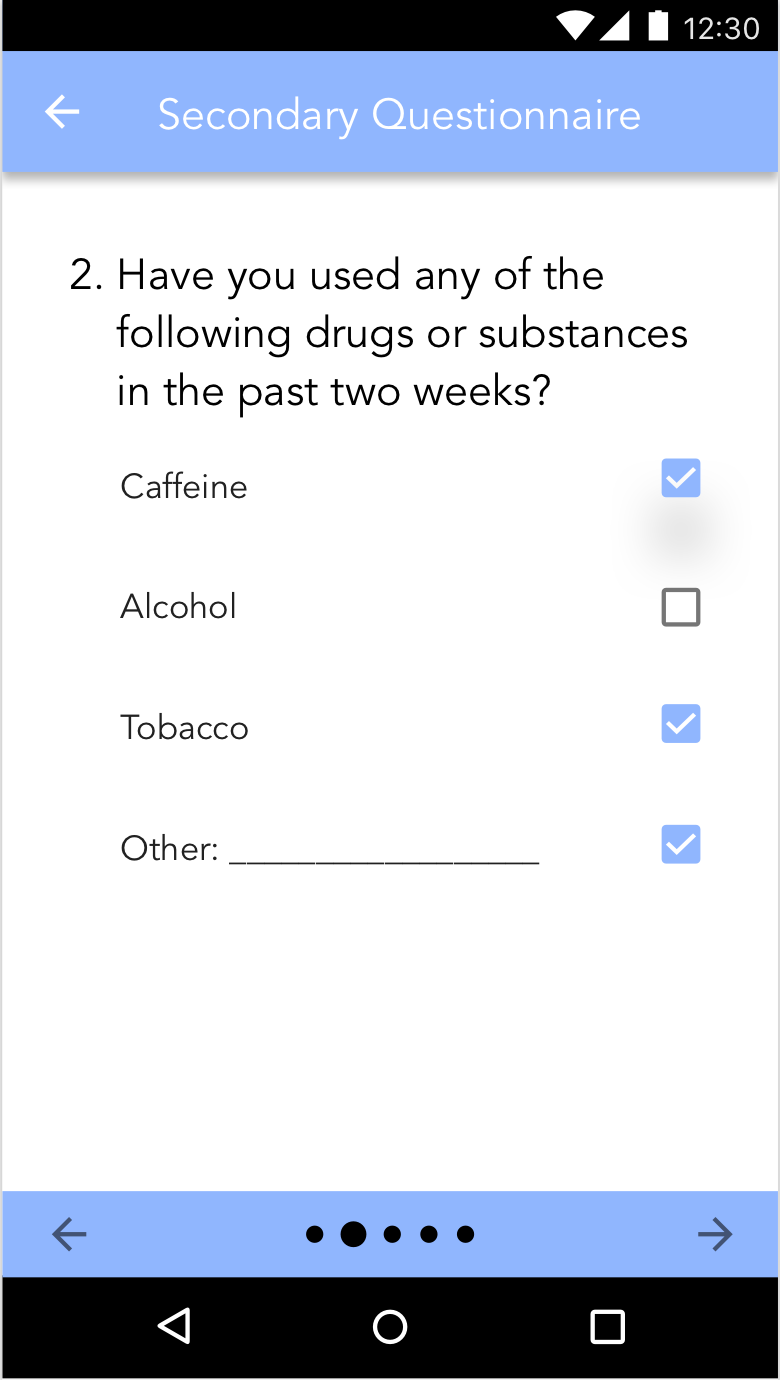 12:30
Secondary Questionnaire
2. Have you used any of the
following drugs or substances
in the past two weeks?
Caffeine
Alcohol
Tobacco
Other: __________________